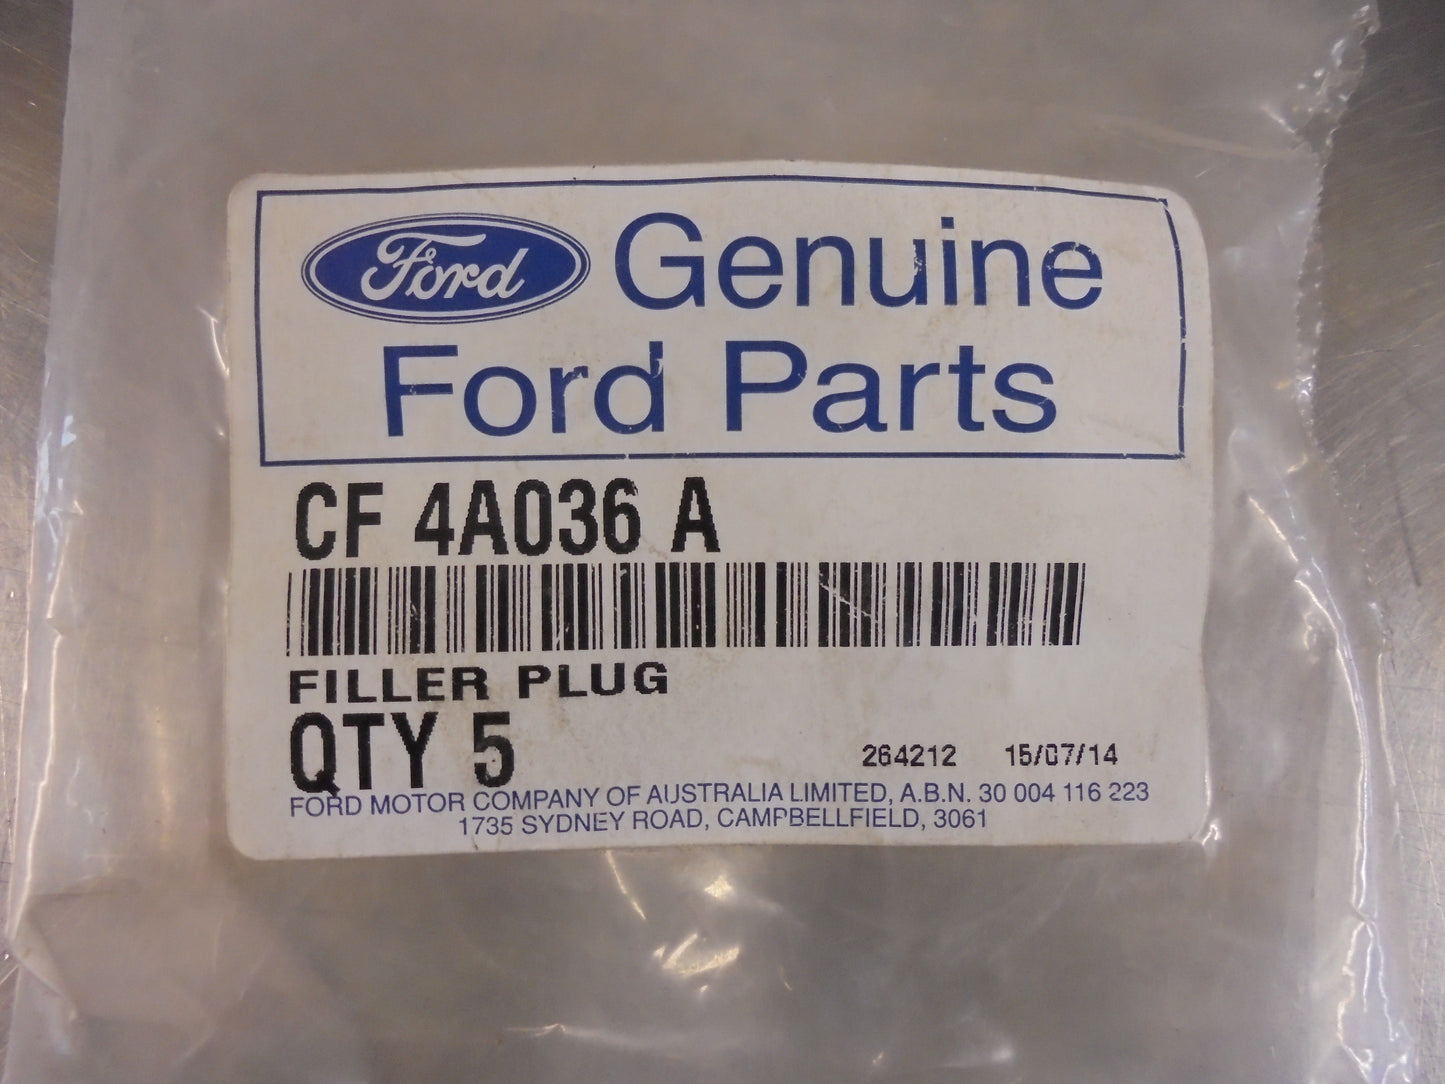 Ford Genuine
Ford Parts
CF 4A036 A
FILLER PLUG
QTY 5 264212 15/07/14
FORD MOTOR COMPANY OF AUSTRALIA LIMITED, A.B.N. 30 004 116 223
1735 SYDNEY ROAD, CAMPBELLFIELD, 3061